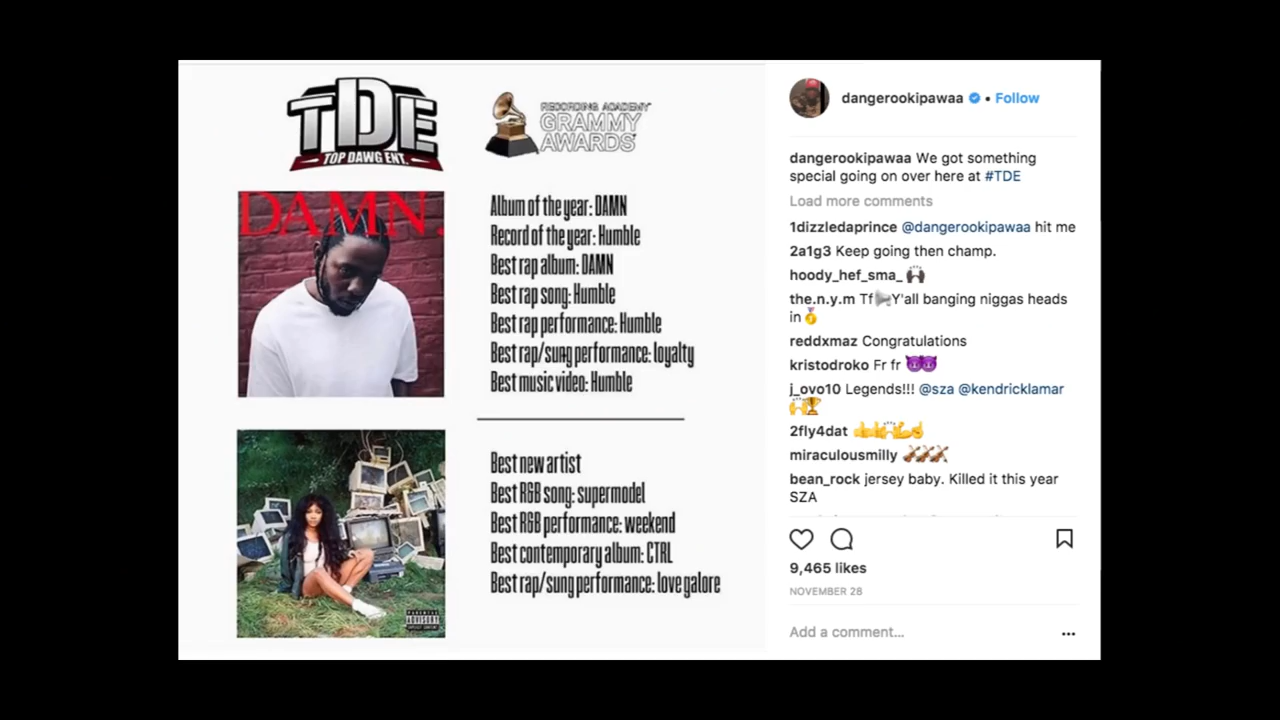 TDE
TOP DAWG ENT.
RECORDING ACADEMY
GRAMMY
AWARDS
DAMN.
Album of the year: DAMN
Record of the year: Humble
Best rap album: DAMN
Best rap song: Humble
Best rap performance: Humble
Best rap/sung performance: loyalty
Best music video: Humble
Best new artist
Best R&B song: supermodel
Best R&B performance: weekend
Best contemporary album: CTRL
Best rap/sung performance: love galore
PARENTAL
ADVISORY
EXPLICIT CONTENT
dangerookipawaa • Follow
dangerookipawaa We got something
special going on over here at #TDE
Load more comments
1dizzledaprince @dangerookipawaa hit me
2a1g3 Keep going then champ.
hoody_hef_sma_ 🙌🏿
the.n.y.m Tf📢Y'all banging niggas heads
in🏅
reddxmaz Congratulations
kristodroko Fr fr 😈😈
j_ovo10 Legends!!! @sza @kendricklamar
🙌🏆
2fly4dat 👍👍🙌💪☝
miraculousmilly 🎻🎻🎻
bean_rock jersey baby. Killed it this year
SZA
9,465 likes
NOVEMBER 28
Add a comment...